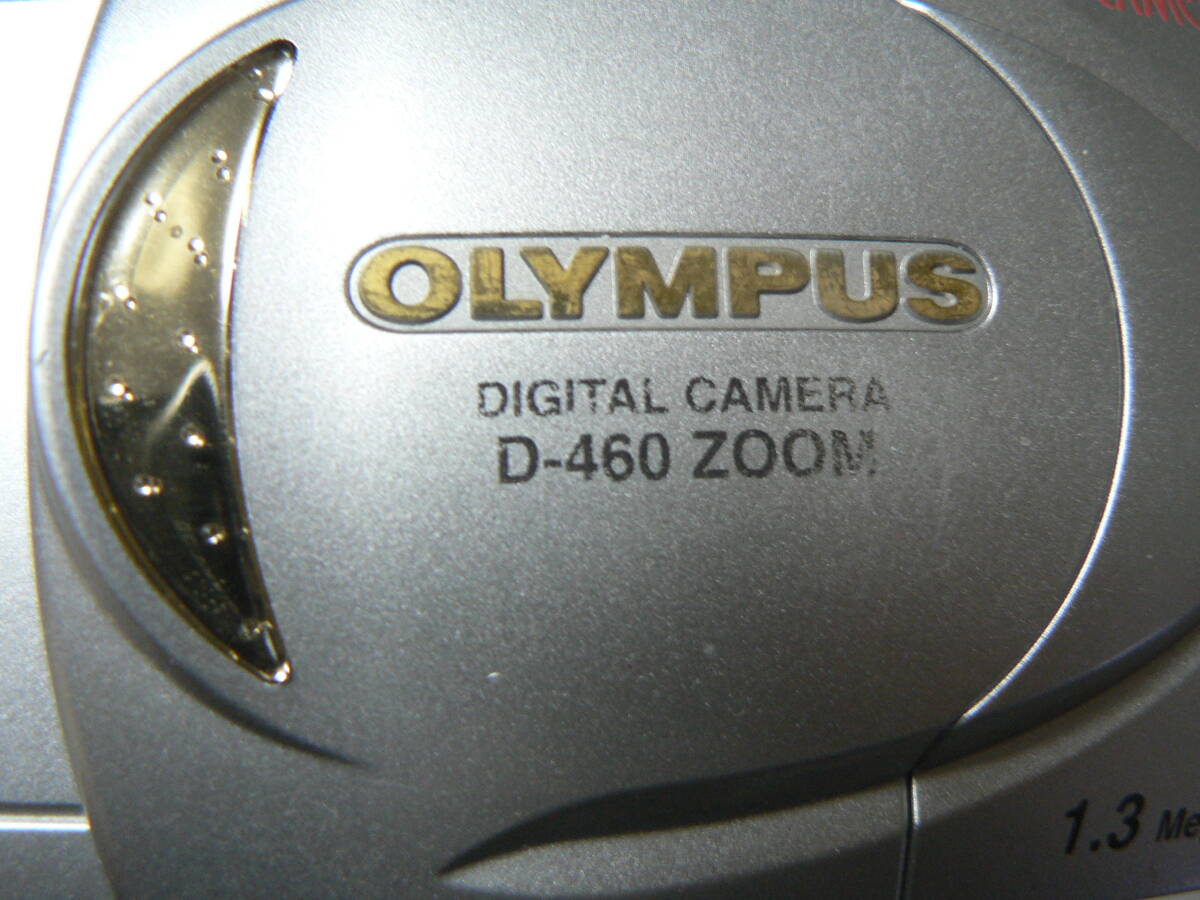 OLYMPUS
DIGITAL CAMERA
D-460 ZOOM
1.3